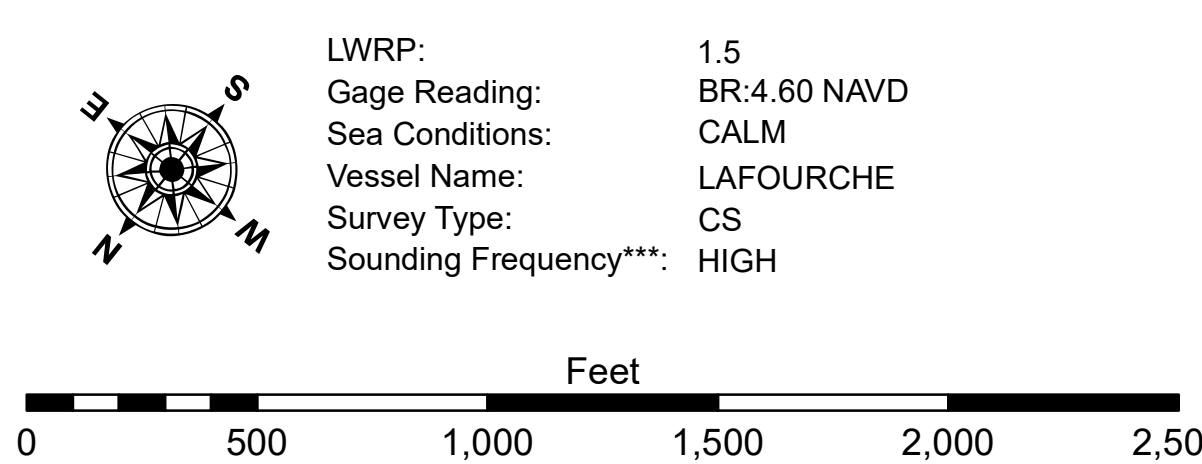 S
E
W
N
LWRP: 1.5
Gage Reading: BR:4.60 NAVD
Sea Conditions: CALM
Vessel Name: LAFOURCHE
Survey Type: CS
Sounding Frequency***: HIGH
Feet
0 500 1,000 1,500 2,000 2,50